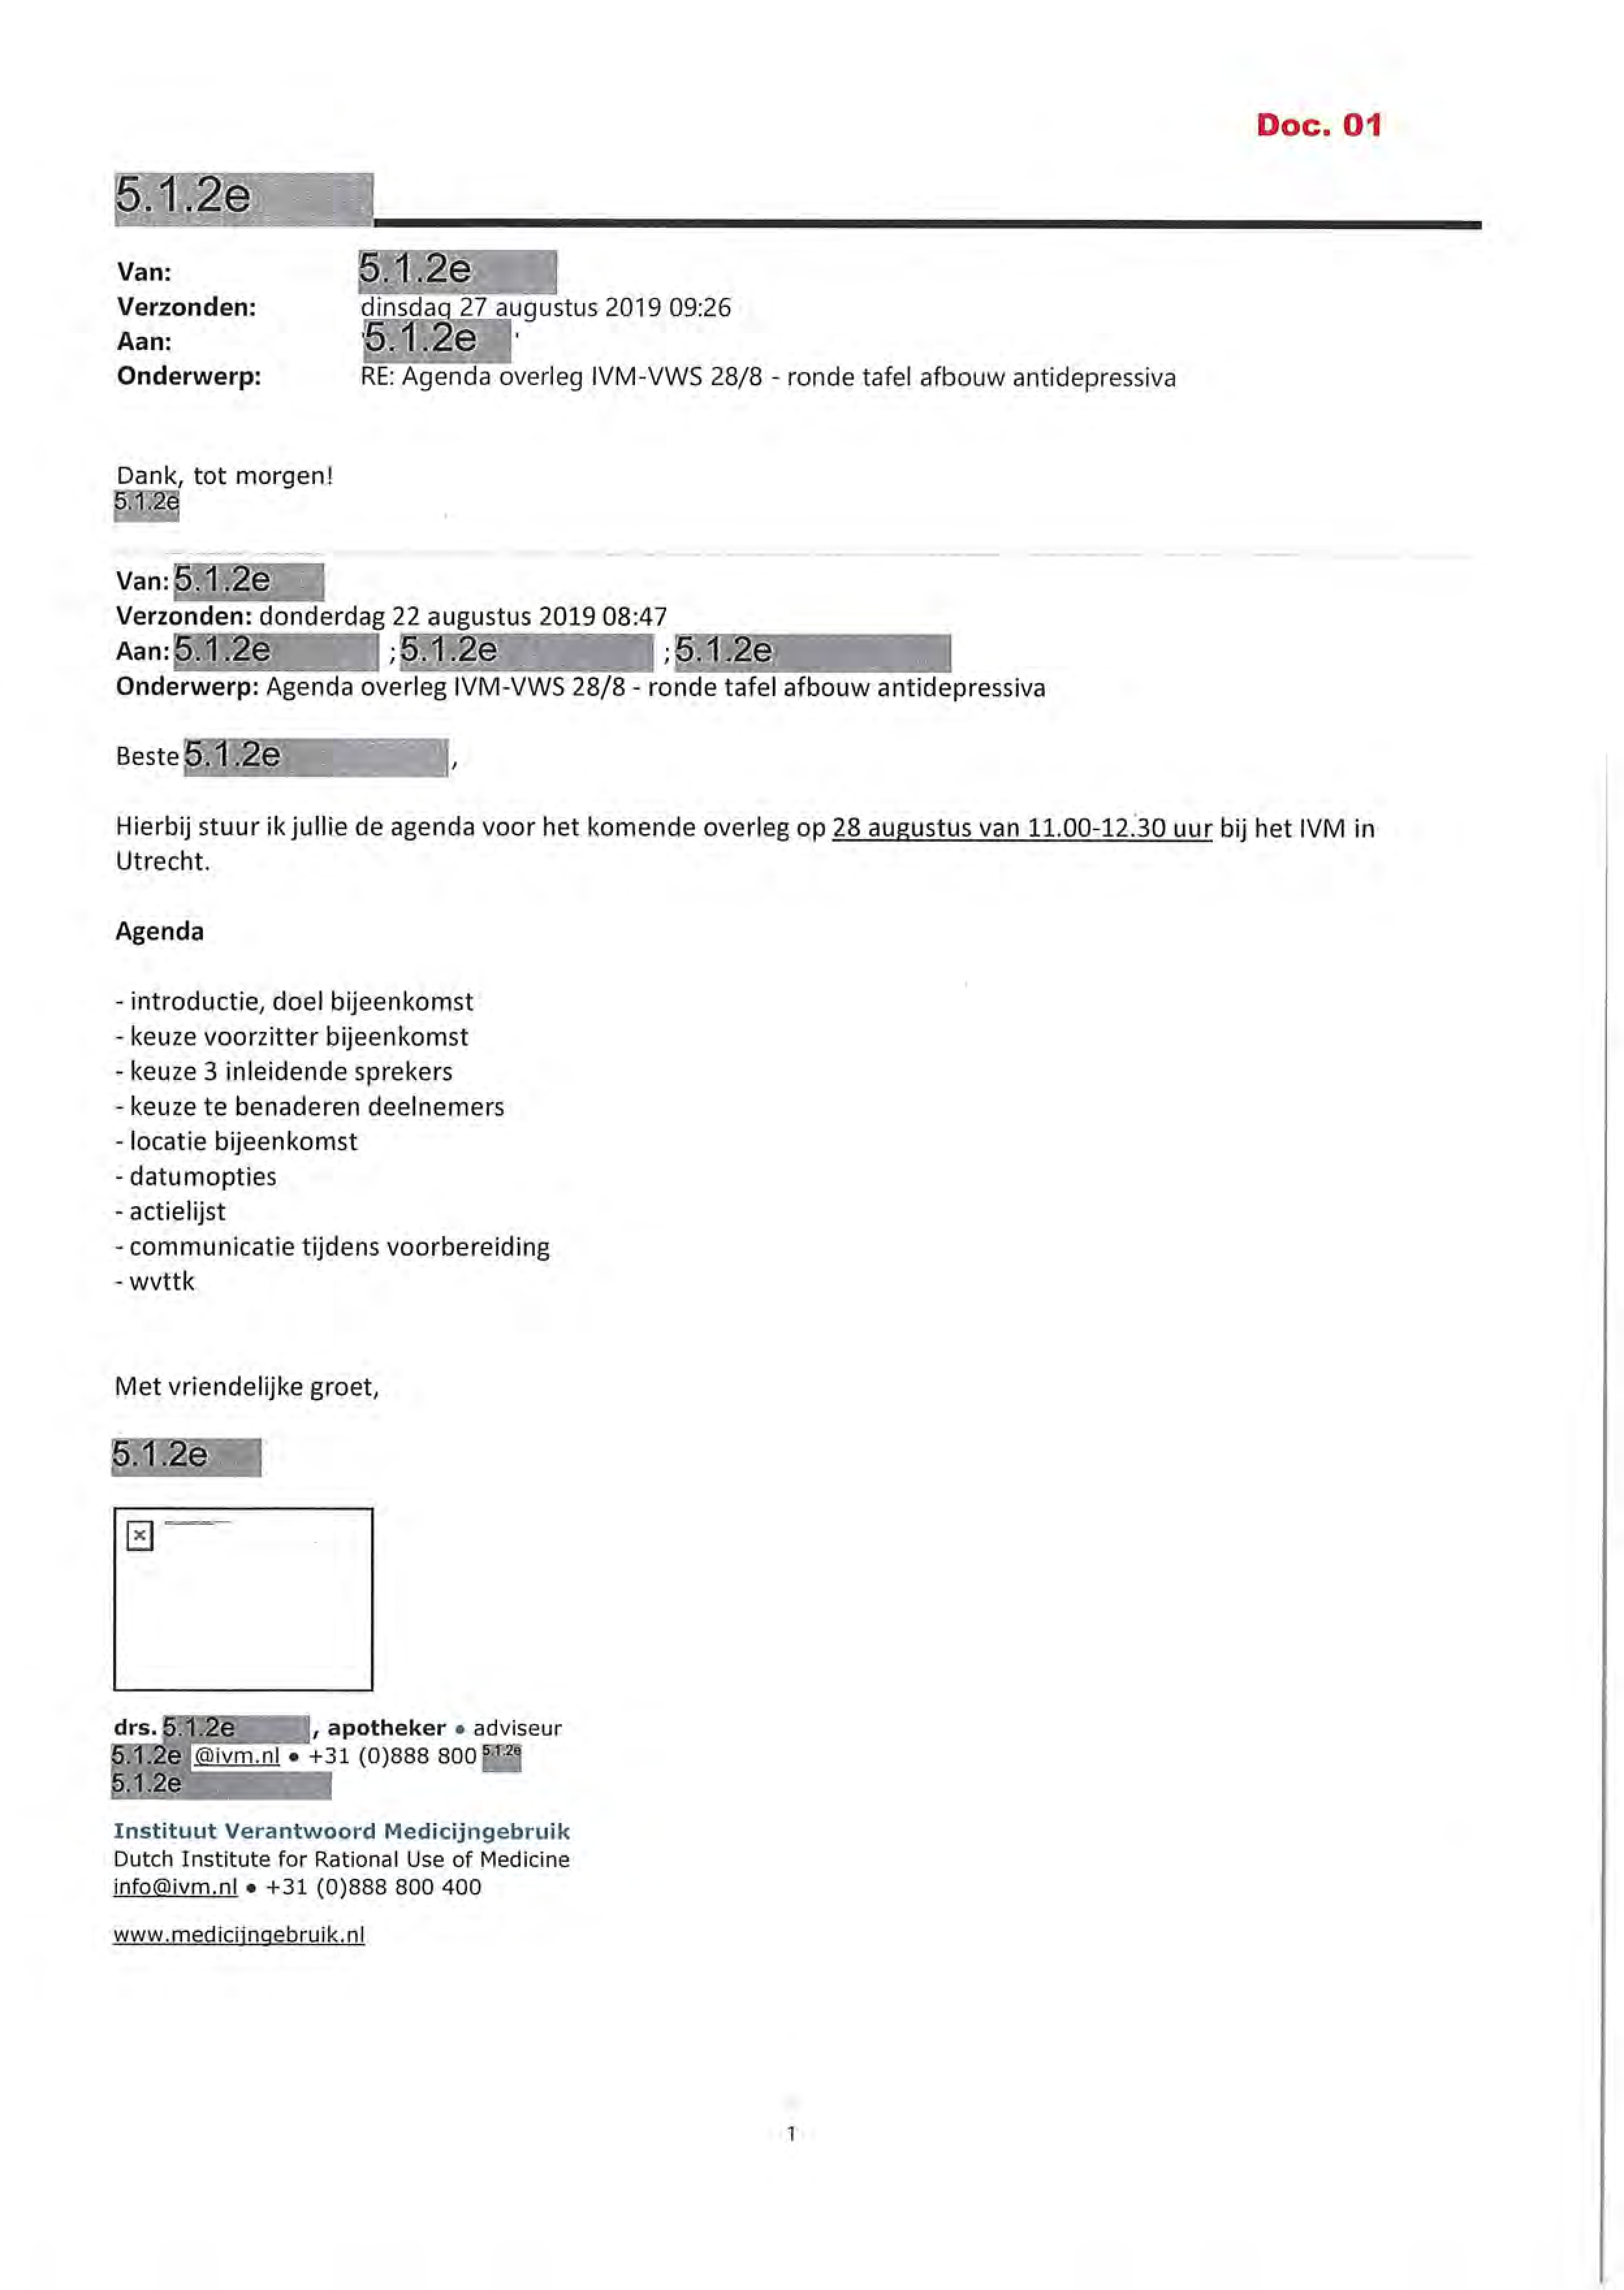 Doc. 01
5.1.2e
Van: 5.1.2e
Verzonden: dinsdag 27 augustus 2019 09:26
Aan: '5.1.2e '
Onderwerp: RE: Agenda overleg IVM-VWS 28/8 - ronde tafel afbouw antidepressiva
Dank, tot morgen!
5.1.2e
Van: 5.1.2e
Verzonden: donderdag 22 augustus 2019 08:47
Aan: 5.1.2e ; 5.1.2e ; 5.1.2e
Onderwerp: Agenda overleg IVM-VWS 28/8 - ronde tafel afbouw antidepressiva
Beste 5.1.2e ,
Hierbij stuur ik jullie de agenda voor het komende overleg op 28 augustus van 11.00-12.30 uur bij het IVM in
Utrecht.
Agenda
- introductie, doel bijeenkomst
- keuze voorzitter bijeenkomst
- keuze 3 inleidende sprekers
- keuze te benaderen deelnemers
- locatie bijeenkomst
- datumopties
- actielijst
- communicatie tijdens voorbereiding
- wvttk
Met vriendelijke groet,
5.1.2e
drs. 5.1.2e , apotheker • adviseur
5.1.2e @ivm.nl • +31 (0)888 800 5.1.2e
5.1.2e
Instituut Verantwoord Medicijngebruik
Dutch Institute for Rational Use of Medicine
info@ivm.nl • +31 (0)888 800 400
www.medicijngebruik.nl
1